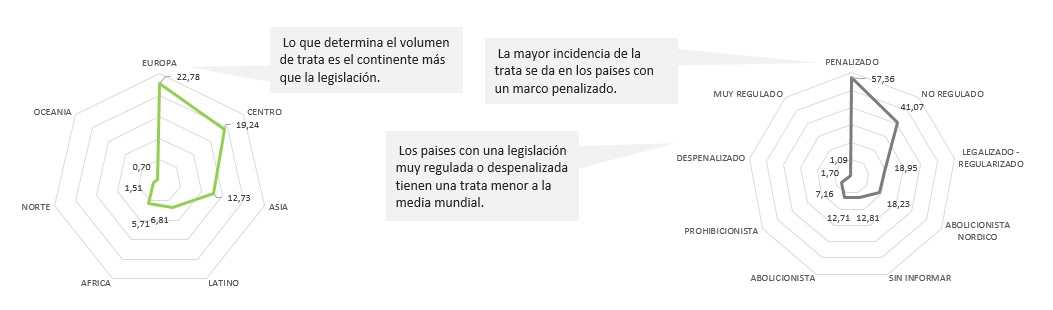 Lo que determina el volumen
de trata es el continente más
que la legislación.
EUROPA
22,78
OCEANIA
CENTRO
19,24
0,70
1,51
12,73
NORTE
ASIA
5,71
6,81
AFRICA
LATINO
La mayor incidencia de la
trata se da en los paises con
un marco penalizado.
Los paises con una legislación
muy regulada o despenalizada
tienen una trata menor a la
media mundial.
PENALIZADO
57,36
MUY REGULADO
NO REGULADO
41,07
DESPENALIZADO
1,09
1,70
18,95
LEGALIZADO -
REGULARIZADO
7,16
18,23
12,71
12,81
PROHIBICIONISTA
ABOLICIONISTA
NORDICO
ABOLICIONISTA
SIN INFORMAR